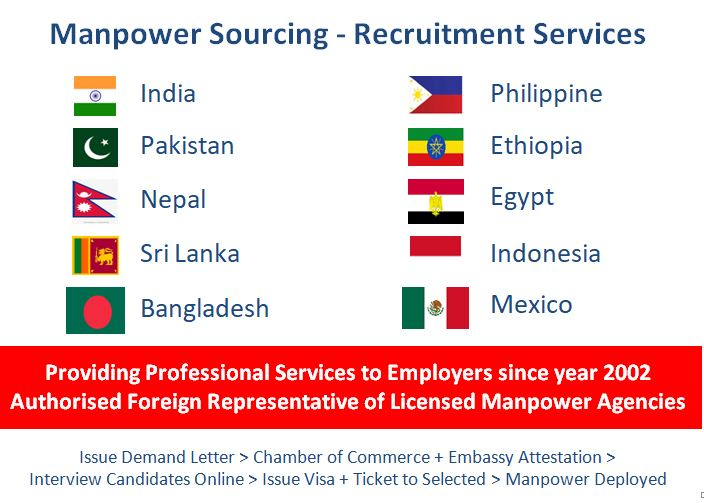 Manpower Sourcing - Recruitment Services
India
Philippine
Pakistan
Ethiopia
Nepal
Egypt
Sri Lanka
Indonesia
Bangladesh
Mexico
Providing Professional Services to Employers since year 2002
Authorised Foreign Representative of Licensed Manpower Agencies
Issue Demand Letter > Chamber of Commerce + Embassy Attestation >
Interview Candidates Online > Issue Visa + Ticket to Selected > Manpower Deployed